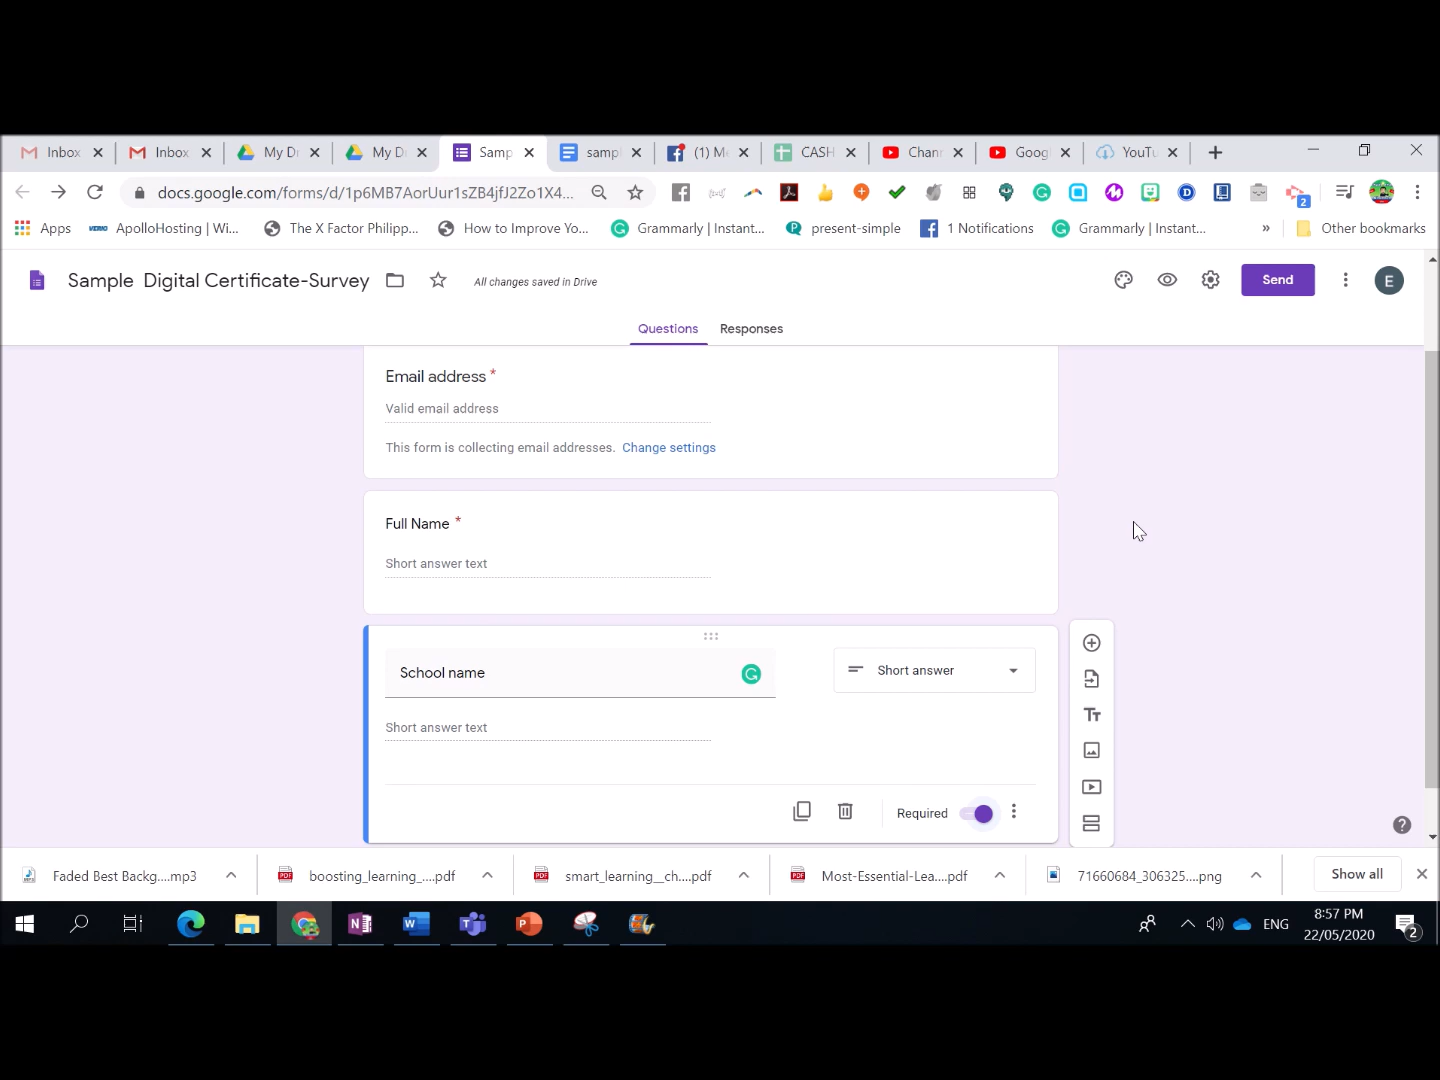 Inbox
Inbox
My D
My D
Samp
samp
(1) M
CASH
Chan
Goog
YouTu
docs.google.com/forms/d/1p6MB7AorUur1sZB4jfJ2Zo1X4...
2
Apps
ApolloHosting | Wi...
The X Factor Philipp...
How to Improve Yo...
Grammarly | Instant...
present-simple
1 Notifications
Grammarly | Instant...
»
Other bookmarks
Sample Digital Certificate-Survey
All changes saved in Drive
Send
E
Questions
Responses
Email address *
Valid email address
This form is collecting email addresses. Change settings
Full Name *
Short answer text
School name
Short answer
Short answer text
Required
Faded Best Backg....mp3
boosting_learning_....pdf
smart_learning__ch....pdf
Most-Essential-Lea....pdf
71660684_306325....png
Show all
ENG
8:57 PM
22/05/2020
2